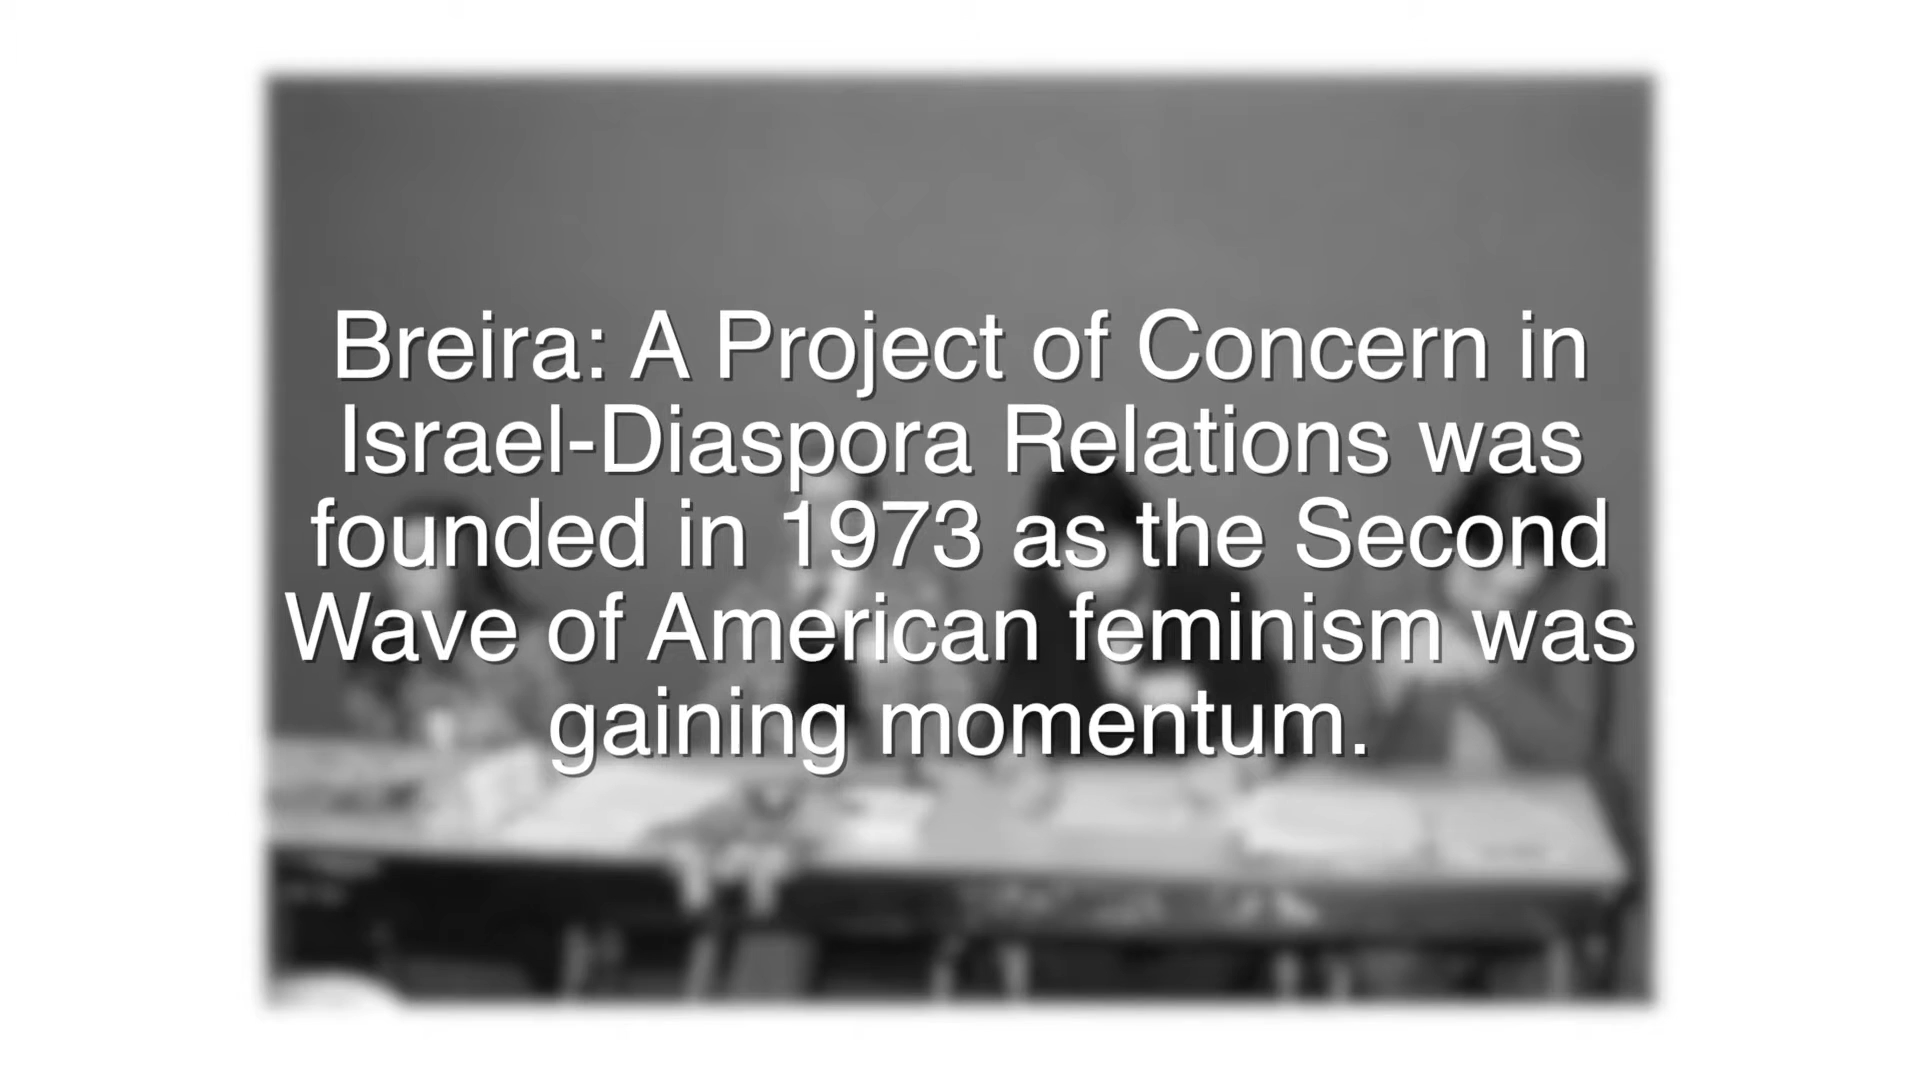 Breira: A Project of Concern in
Israel-Diaspora Relations was
founded in 1973 as the Second
Wave of American feminism was
gaining momentum.